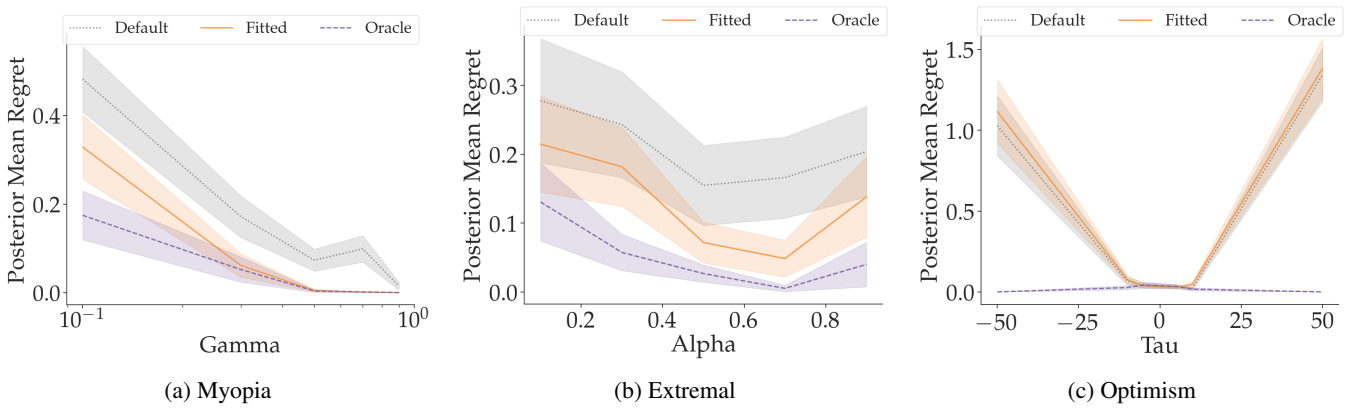 Default Fitted Oracle
Posterior Mean Regret
0.4
0.2
0.0
10⁻¹ 10⁰
Gamma
(a) Myopia
Default Fitted Oracle
Posterior Mean Regret
0.3
0.2
0.1
0.0
0.2 0.4 0.6 0.8
Alpha
(b) Extremal
Default Fitted Oracle
Posterior Mean Regret
1.5
1.0
0.5
0.0
−50 −25 0 25 50
Tau
(c) Optimism